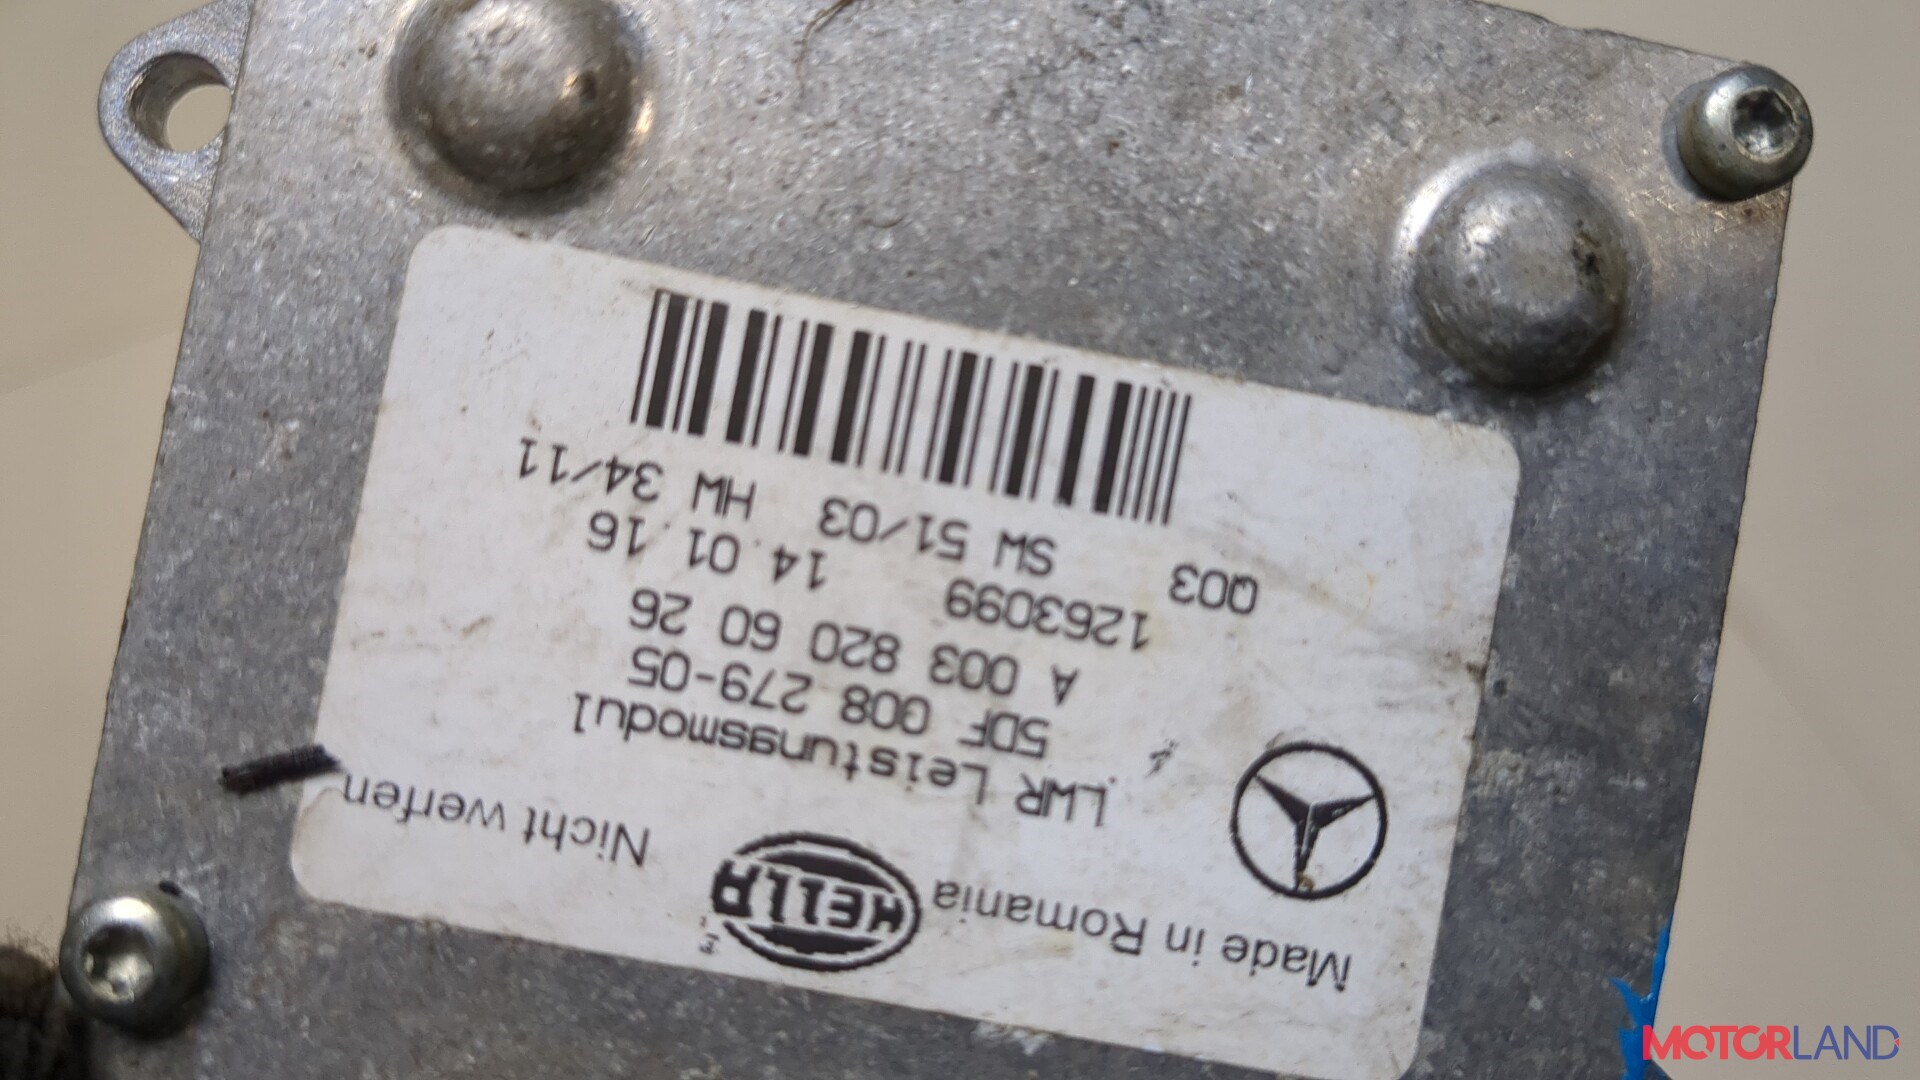 Made in Romania HELLA Nicht werfen
LWR Leistungsmodul
5DF 008 279-05
A 003 820 60 26
1263099 14.01.16
Q03 SW 51/03 HW 34/11
MOTORLAND